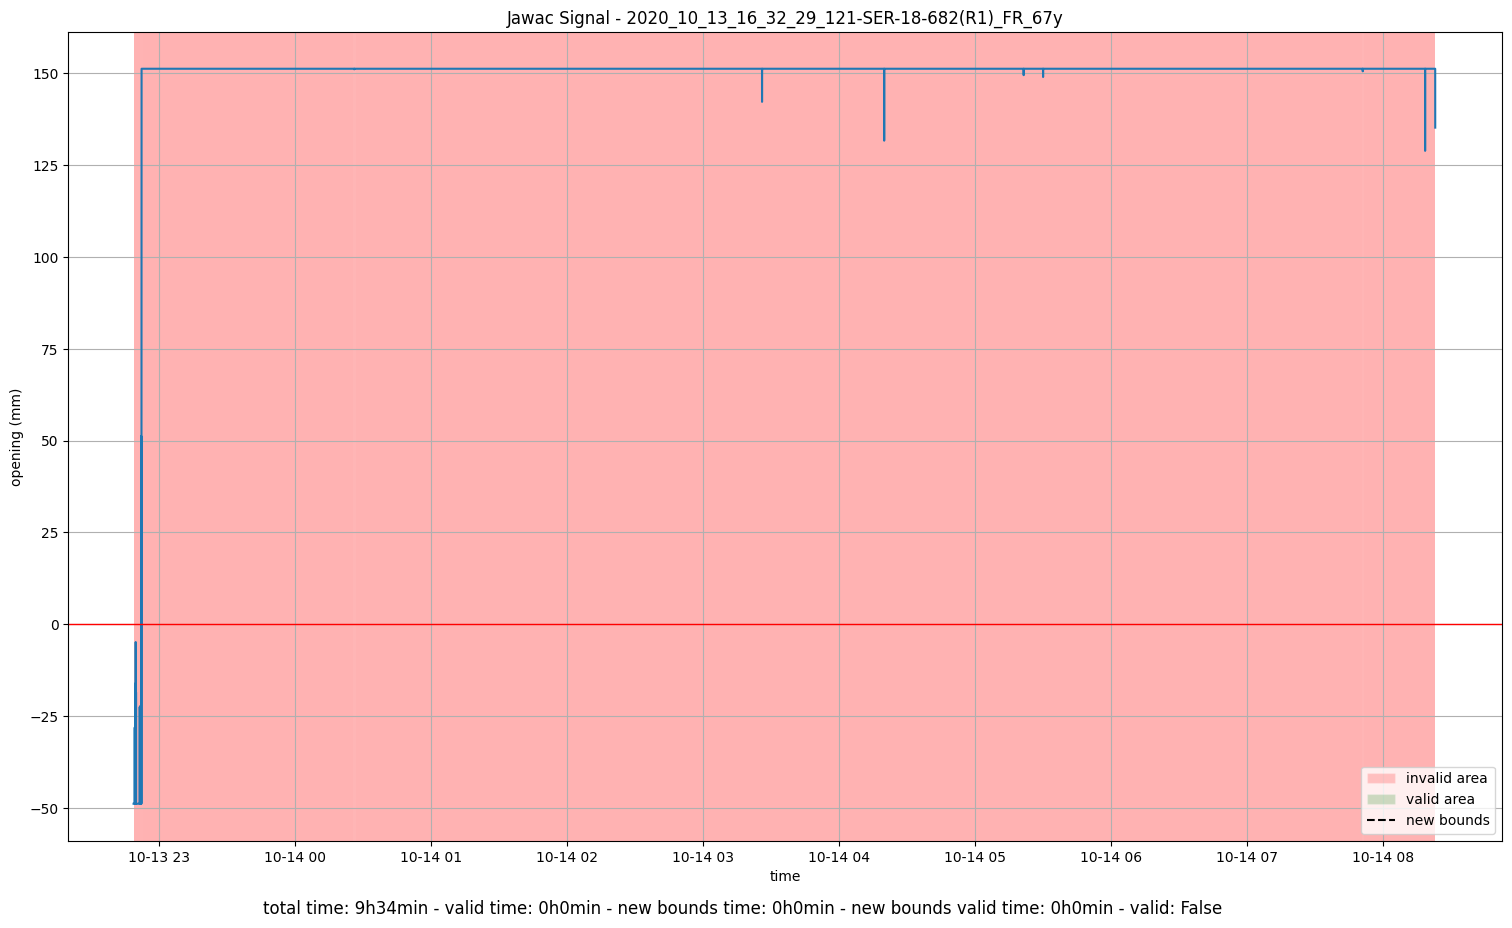 Jawac Signal - 2020_10_13_16_32_29_121-SER-18-682(R1)_FR_67y
opening (mm)
150
125
100
75
50
25
0
−25
−50
10-13 23
10-14 00
10-14 01
10-14 02
10-14 03
10-14 04
10-14 05
10-14 06
10-14 07
10-14 08
time
invalid area
valid area
new bounds
total time: 9h34min - valid time: 0h0min - new bounds time: 0h0min - new bounds valid time: 0h0min - valid: False